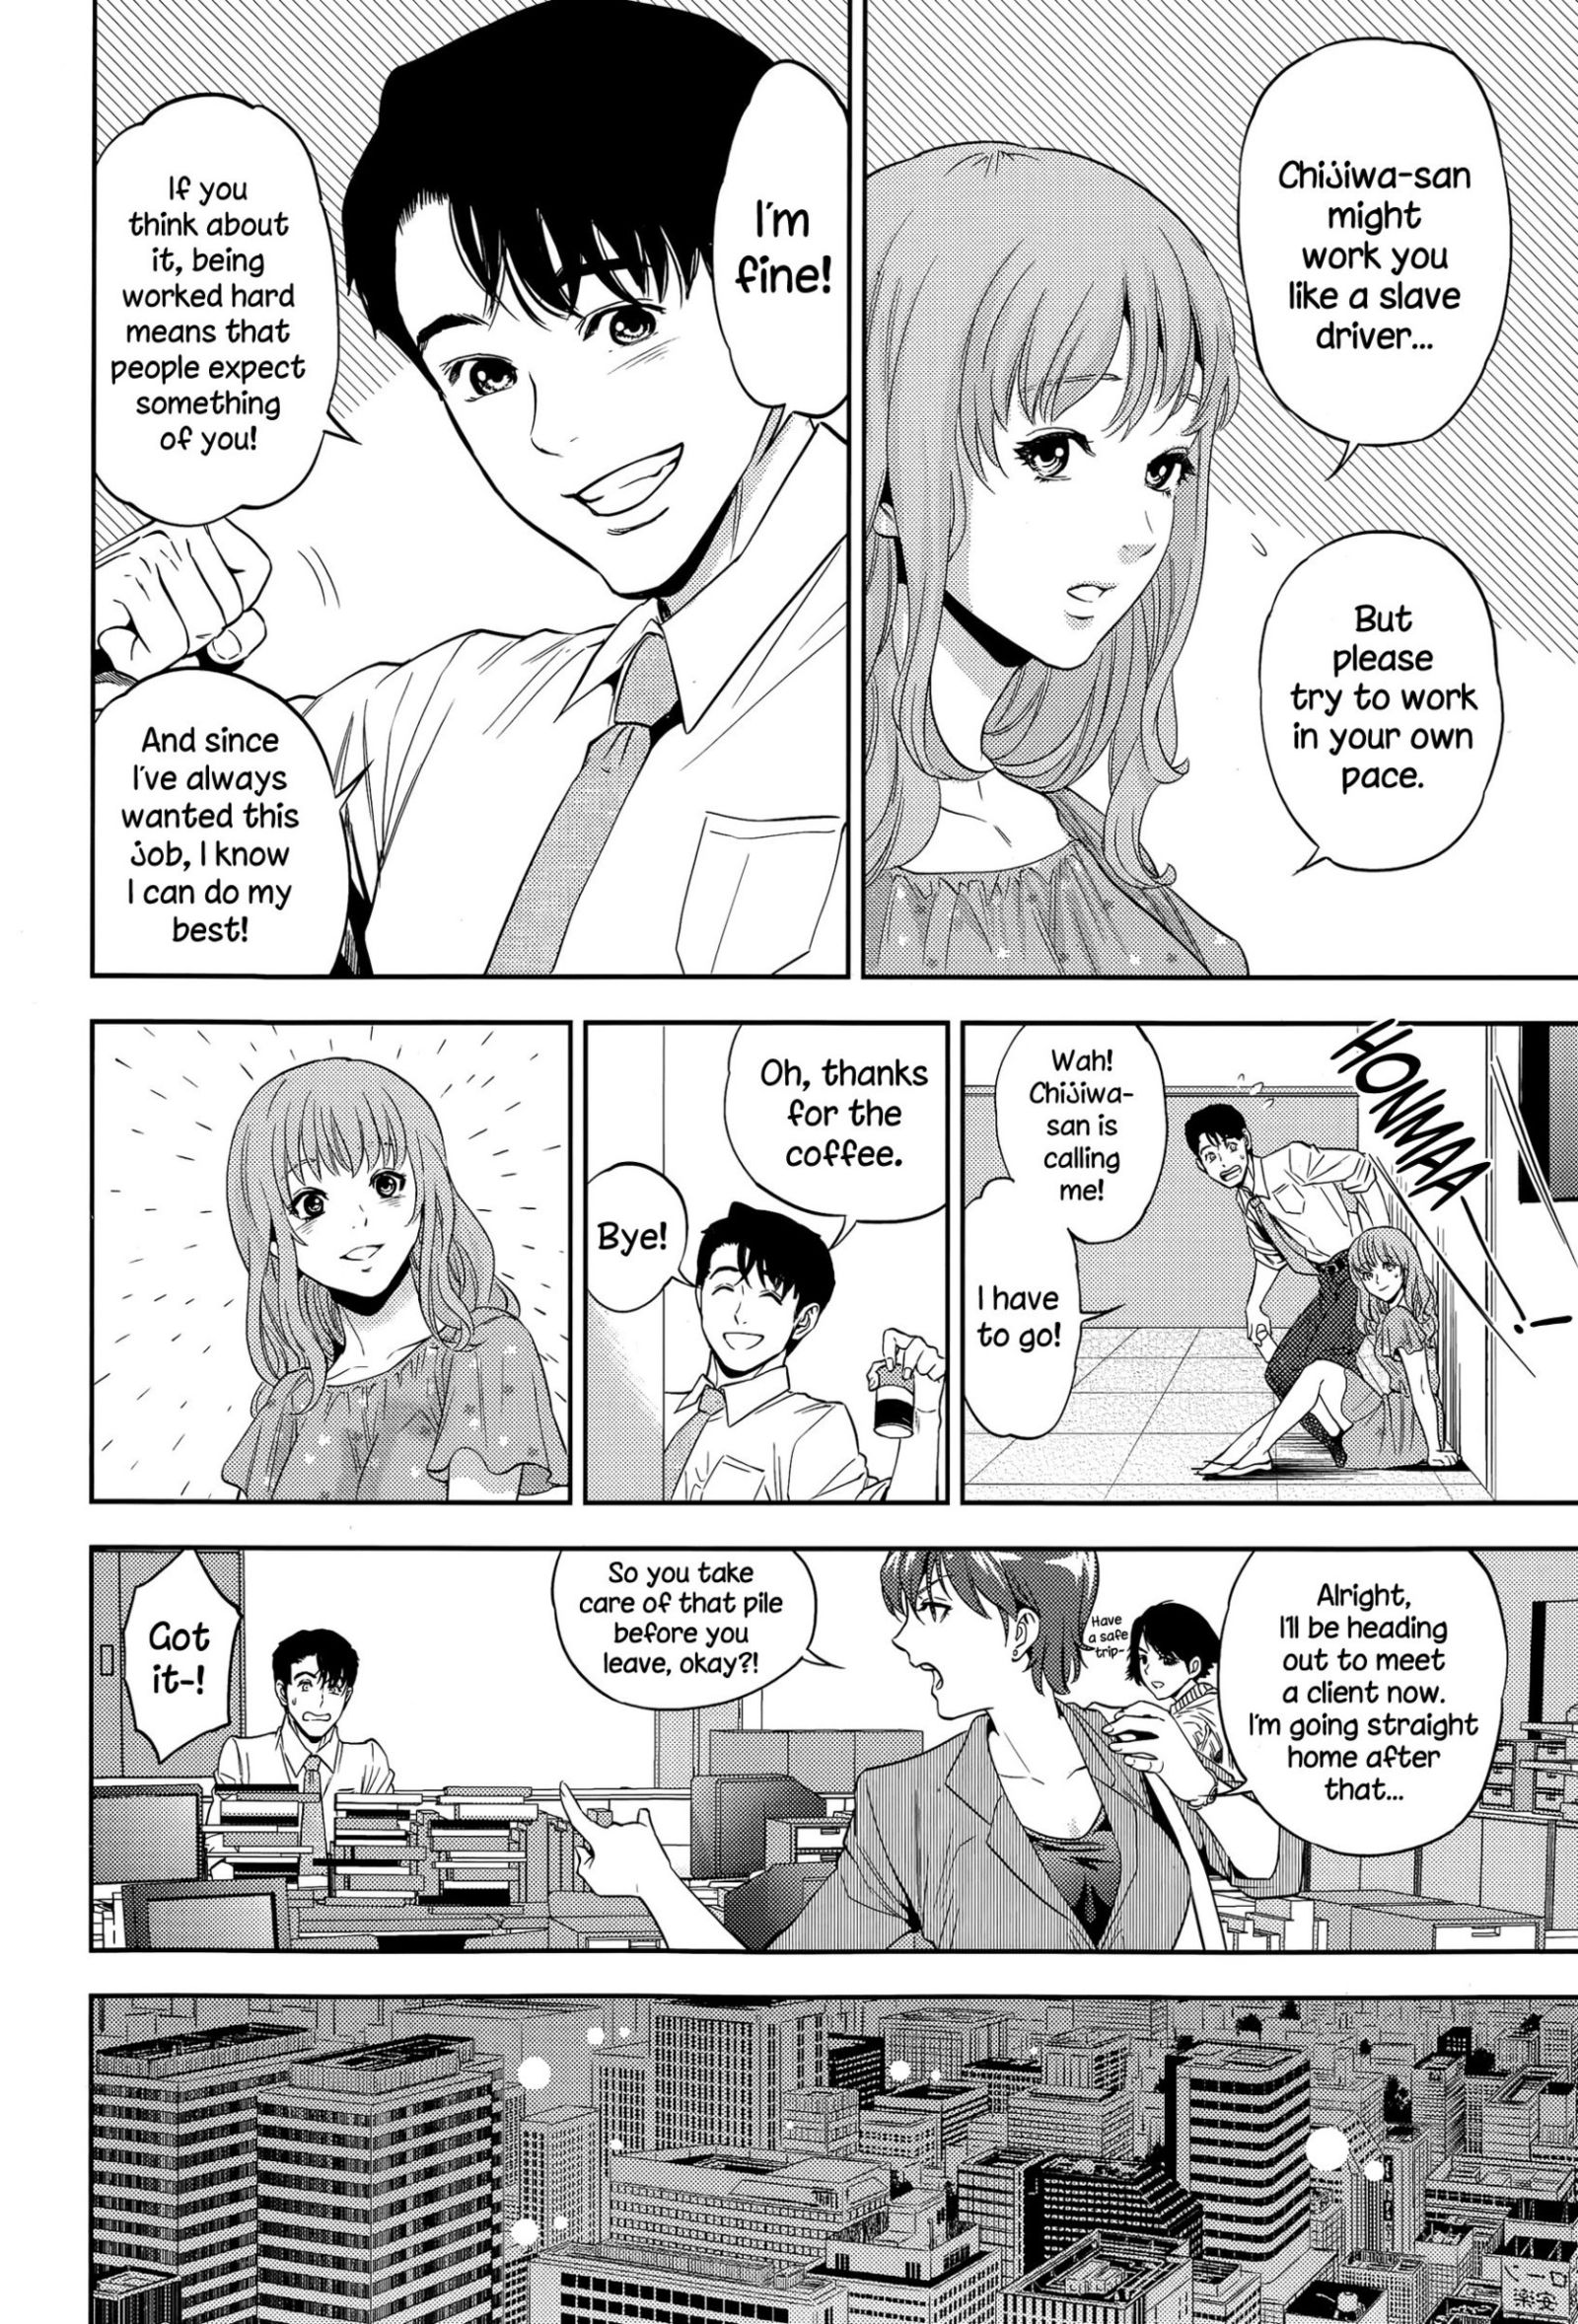 Chijiwa-san
might
work you
like a slave
driver...
But
please
try to work
in your own
pace.
I'm
fine!
If you
think about
it, being
worked hard
means that
people expect
something
of you!
And since
I've always
wanted this
job, I know
I can do my
best!
HONMAA
Wah!
Chijiwa-
san is
calling
me!
I have
to go!
Oh, thanks
for the
coffee.
Bye!
Alright,
I'll be heading
out to meet
a client now.
I'm going straight
home after
that...
Have
a safe
trip-
So you take
care of that pile
before you
leave, okay?!
Got
it-!